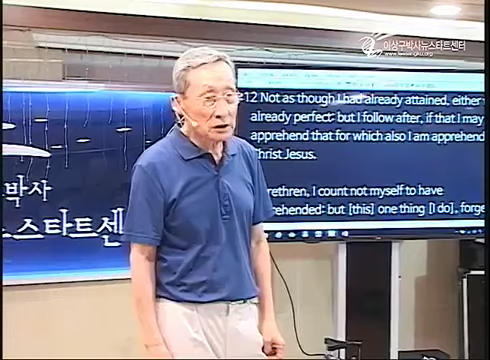 이상구박사뉴스타트센터
12 Not as though I had already attained, either
already perfect: but I follow after, if that I may
apprehend that for which also I am apprehend
Christ Jesus.
rethren, I count not myself to have
rehended: but [this] one thing [I do], forge
박사
스타트센